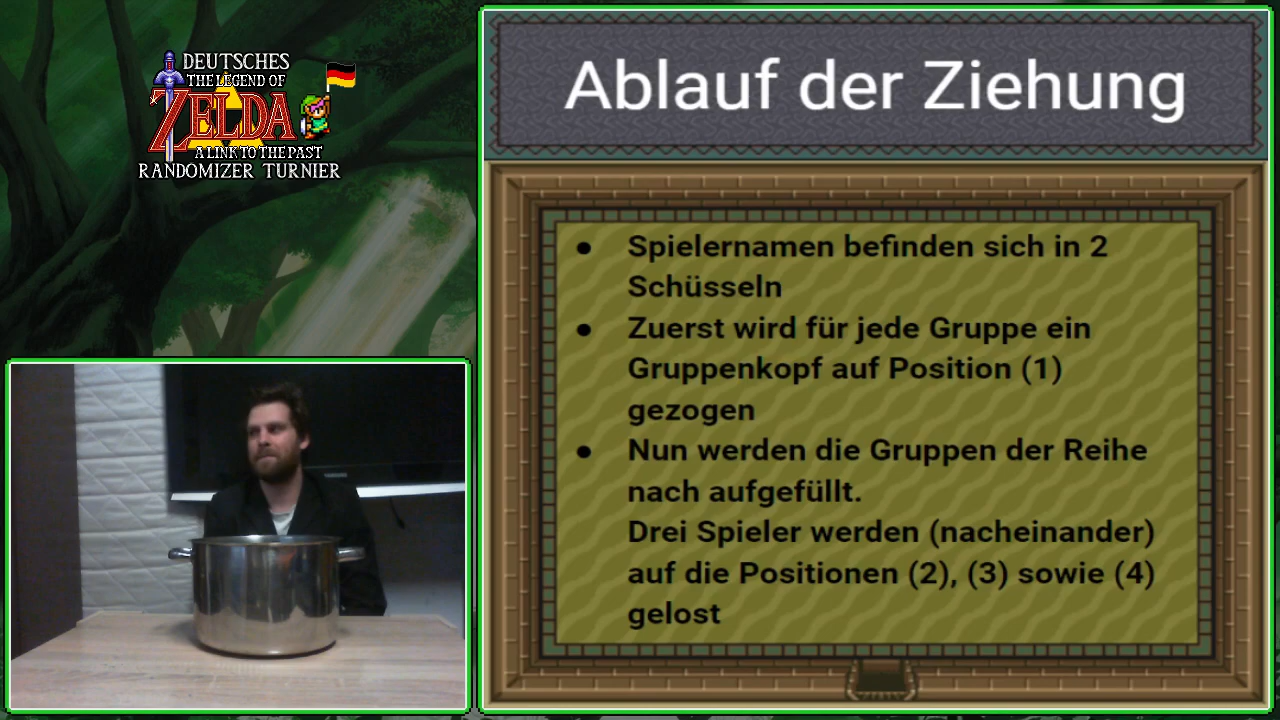 DEUTSCHES
THE LEGEND OF
ZELDA
A LINK TO THE PAST
RANDOMIZER TURNIER
Ablauf der Ziehung
● Spielernamen befinden sich in 2
Schüsseln
● Zuerst wird für jede Gruppe ein
Gruppenkopf auf Position (1)
gezogen
● Nun werden die Gruppen der Reihe
nach aufgefüllt.
Drei Spieler werden (nacheinander)
auf die Positionen (2), (3) sowie (4)
gelost